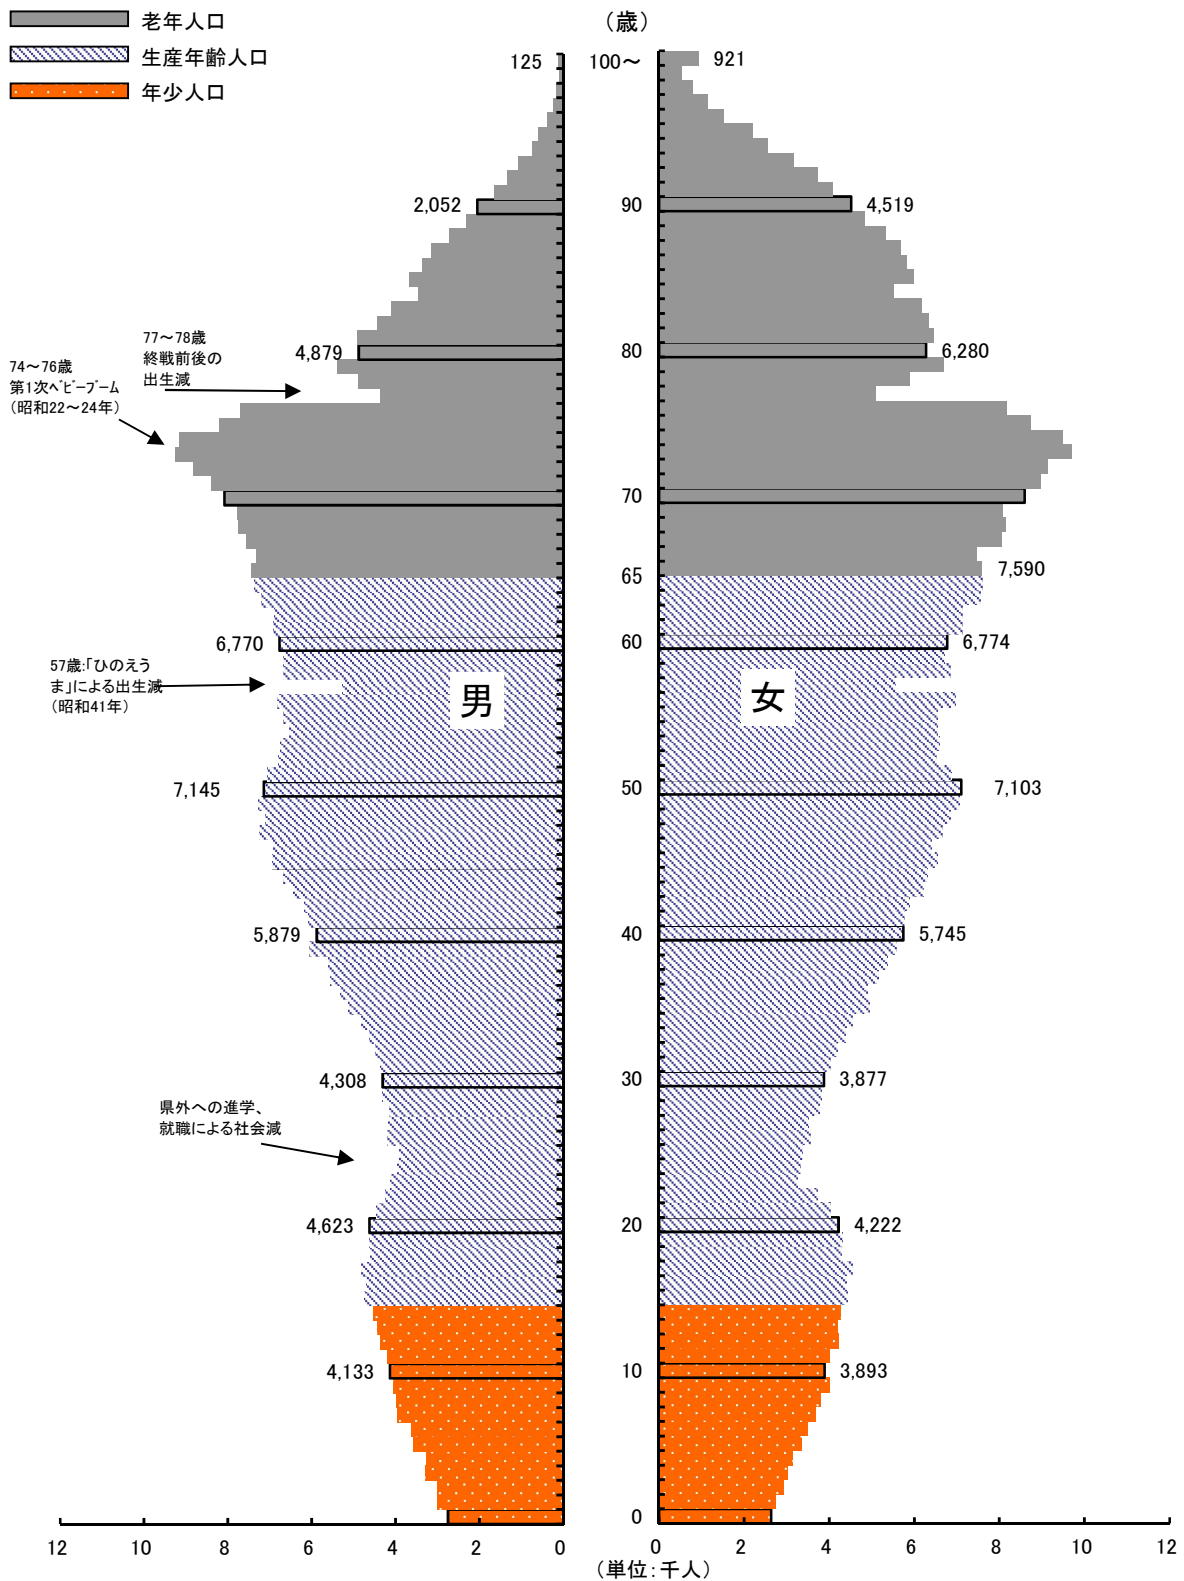 老年人口
生産年齢人口
年少人口
（歳）
125 100～ 921
2,052 90 4,519
77～78歳
終戦前後の
出生減
4,879 80 6,280
74～76歳
第1次ﾍﾞﾋﾞｰﾌﾞｰﾑ
（昭和22～24年）
70
7,590
65
6,770 60 6,774
57歳:「ひのえう
ま」による出生減
（昭和41年）
男 女
7,145 50 7,103
5,879 40 5,745
4,308 30 3,877
県外への進学、
就職による社会減
4,623 20 4,222
4,133 10 3,893
0
12 10 8 6 4 2 0 0 2 4 6 8 10 12
（単位:千人）